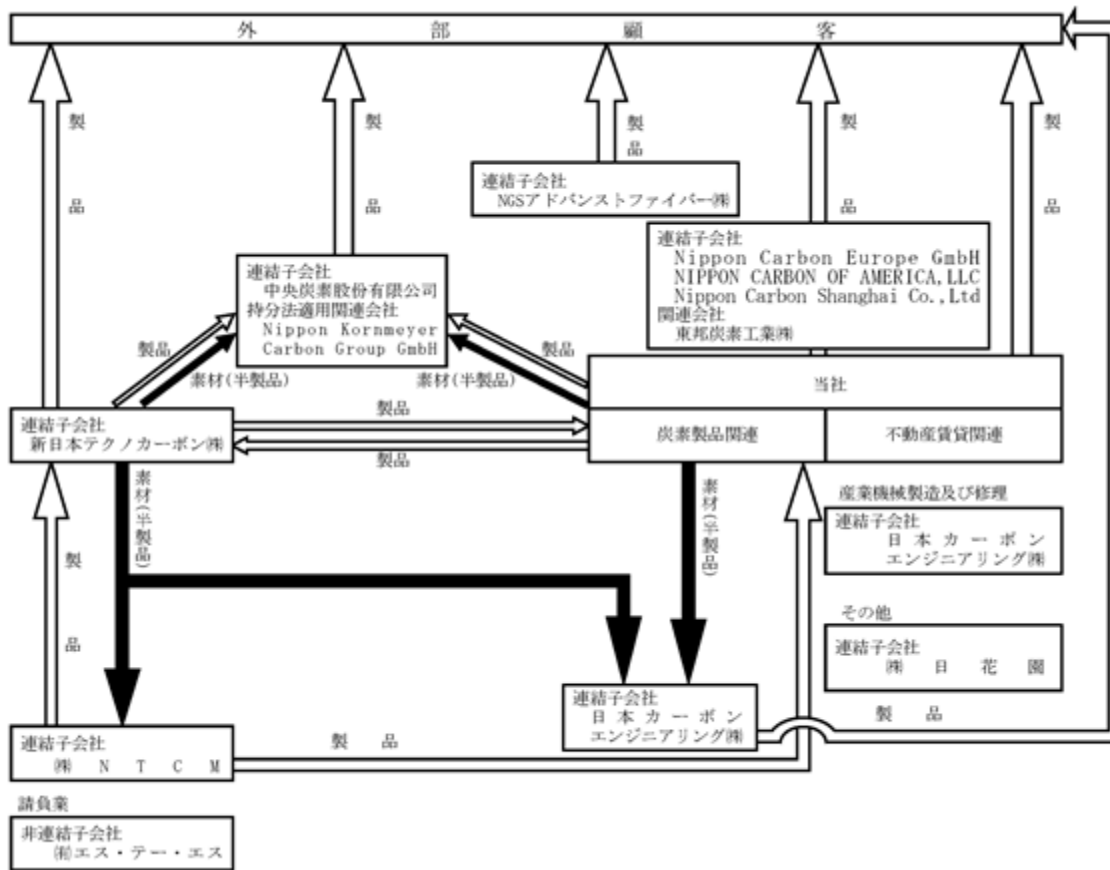 外部顧客
製品
製品
製品
製品
製品
連結子会社
NGSアドバンストファイバー㈱
連結子会社
Nippon Carbon Europe GmbH
NIPPON CARBON OF AMERICA,LLC
Nippon Carbon Shanghai Co.,Ltd
関連会社
東邦炭素工業㈱
連結子会社
中央炭素股份有限公司
持分法適用関連会社
Nippon Kornmeyer
Carbon Group GmbH
製品
素材(半製品)
製品
素材(半製品)
当社
炭素製品関連
不動産賃貸関連
連結子会社
新日本テクノカーボン㈱
製品
製品
素材(半製品)
素材(半製品)
製品
産業機械製造及び修理
連結子会社
日本カーボン
エンジニアリング㈱
その他
連結子会社
㈱日花園
連結子会社
日本カーボン
エンジニアリング㈱
製品
連結子会社
㈱NTCM
製品
請負業
非連結子会社
㈲エス・テー・エス